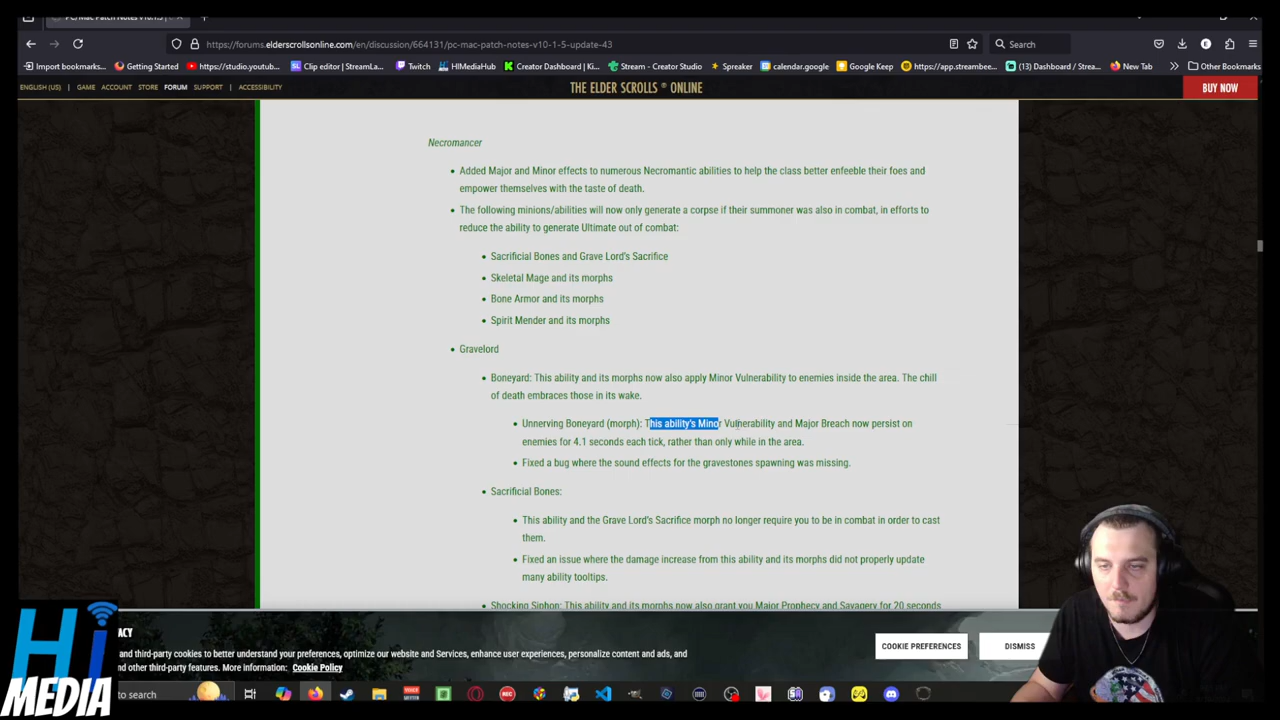 PC/Mac Patch Notes v10.1.5
https://forums.elderscrollsonline.com/en/discussion/664131/pc-mac-patch-notes-v10-1-5-update-43
Search
Import bookmarks... Getting Started https://studio.youtub... Clip editor | StreamLa... Twitch HIMediaHub Creator Dashboard | Ki... Stream - Creator Studio Spreaker calendar.google Google Keep https://app.streambee... (13) Dashboard / Strea... New Tab Other Bookmarks
ENGLISH (US) | GAME ACCOUNT STORE FORUM SUPPORT | ACCESSIBILITY THE ELDER SCROLLS ® ONLINE BUY NOW
Necromancer
• Added Major and Minor effects to numerous Necromantic abilities to help the class better enfeeble their foes and
empower themselves with the taste of death.
• The following minions/abilities will now only generate a corpse if their summoner was also in combat, in efforts to
reduce the ability to generate Ultimate out of combat:
• Sacrificial Bones and Grave Lord's Sacrifice
• Skeletal Mage and its morphs
• Bone Armor and its morphs
• Spirit Mender and its morphs
• Gravelord
• Boneyard: This ability and its morphs now also apply Minor Vulnerability to enemies inside the area. The chill
of death embraces those in its wake.
• Unnerving Boneyard (morph): This ability's Minor Vulnerability and Major Breach now persist on
enemies for 4.1 seconds each tick, rather than only while in the area.
• Fixed a bug where the sound effects for the gravestones spawning was missing.
• Sacrificial Bones:
• This ability and the Grave Lord's Sacrifice morph no longer require you to be in combat in order to cast
them.
• Fixed an issue where the damage increase from this ability and its morphs did not properly update
many ability tooltips.
• Shocking Siphon: This ability and its morphs now also grant you Major Prophecy and Savagery for 20 seconds
ACY
and third-party cookies to better understand your preferences, optimize our website and Services, enhance user experiences, personalize content and ads, and
and other third-party features. More information: Cookie Policy
COOKIE PREFERENCES DISMISS
to search
Hi
MEDIA